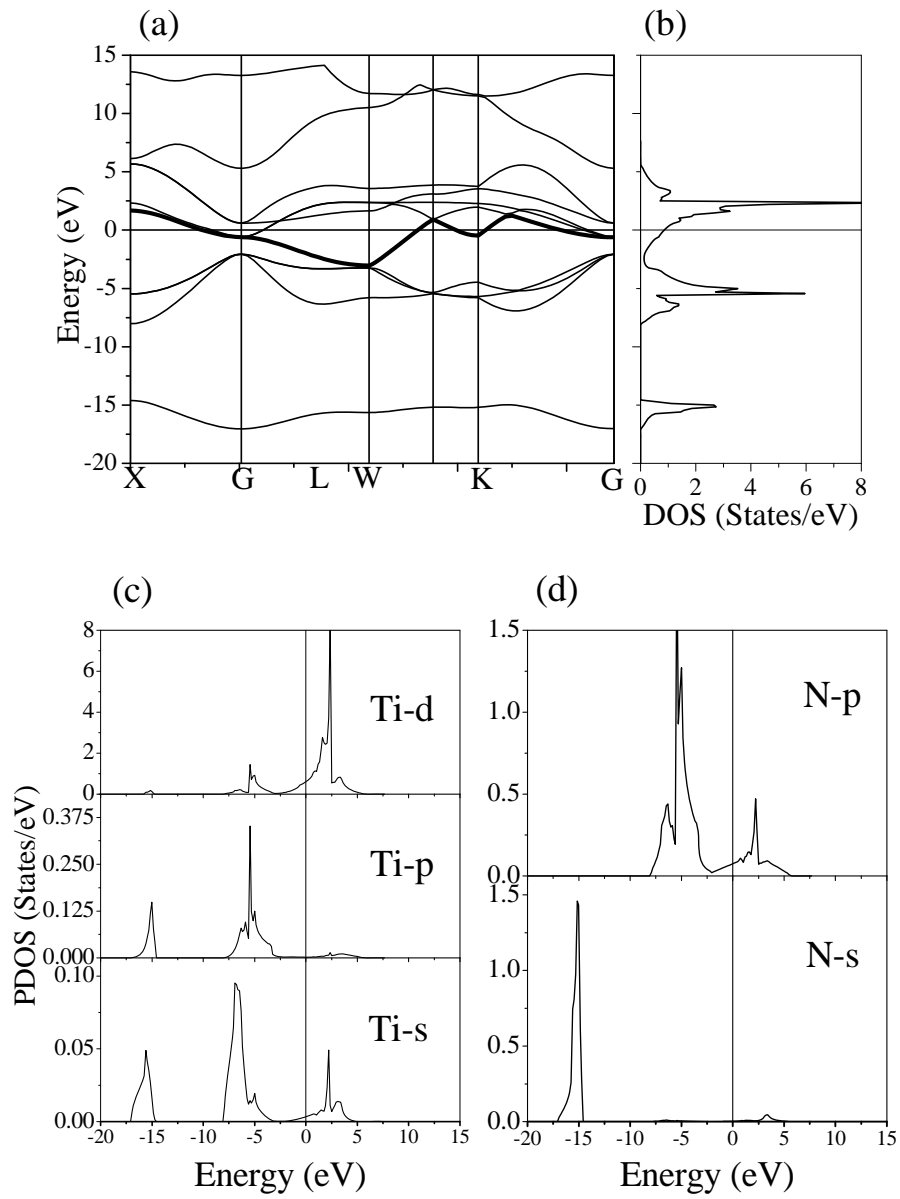 (a)
(b)
15
10
5
0
-5
-10
-15
-20
Energy (eV)
X G L W K G
0 2 4 6 8
DOS (States/eV)
(c)
(d)
8
6
4
2
0
Ti-d
0.375
0.250
0.125
0.000
Ti-p
0.10
0.05
0.00
Ti-s
PDOS (States/eV)
-20 -15 -10 -5 0 5 10 15
Energy (eV)
1.5
1.0
0.5
0.0
N-p
1.5
1.0
0.5
0.0
N-s
-20 -15 -10 -5 0 5 10 15
Energy (eV)